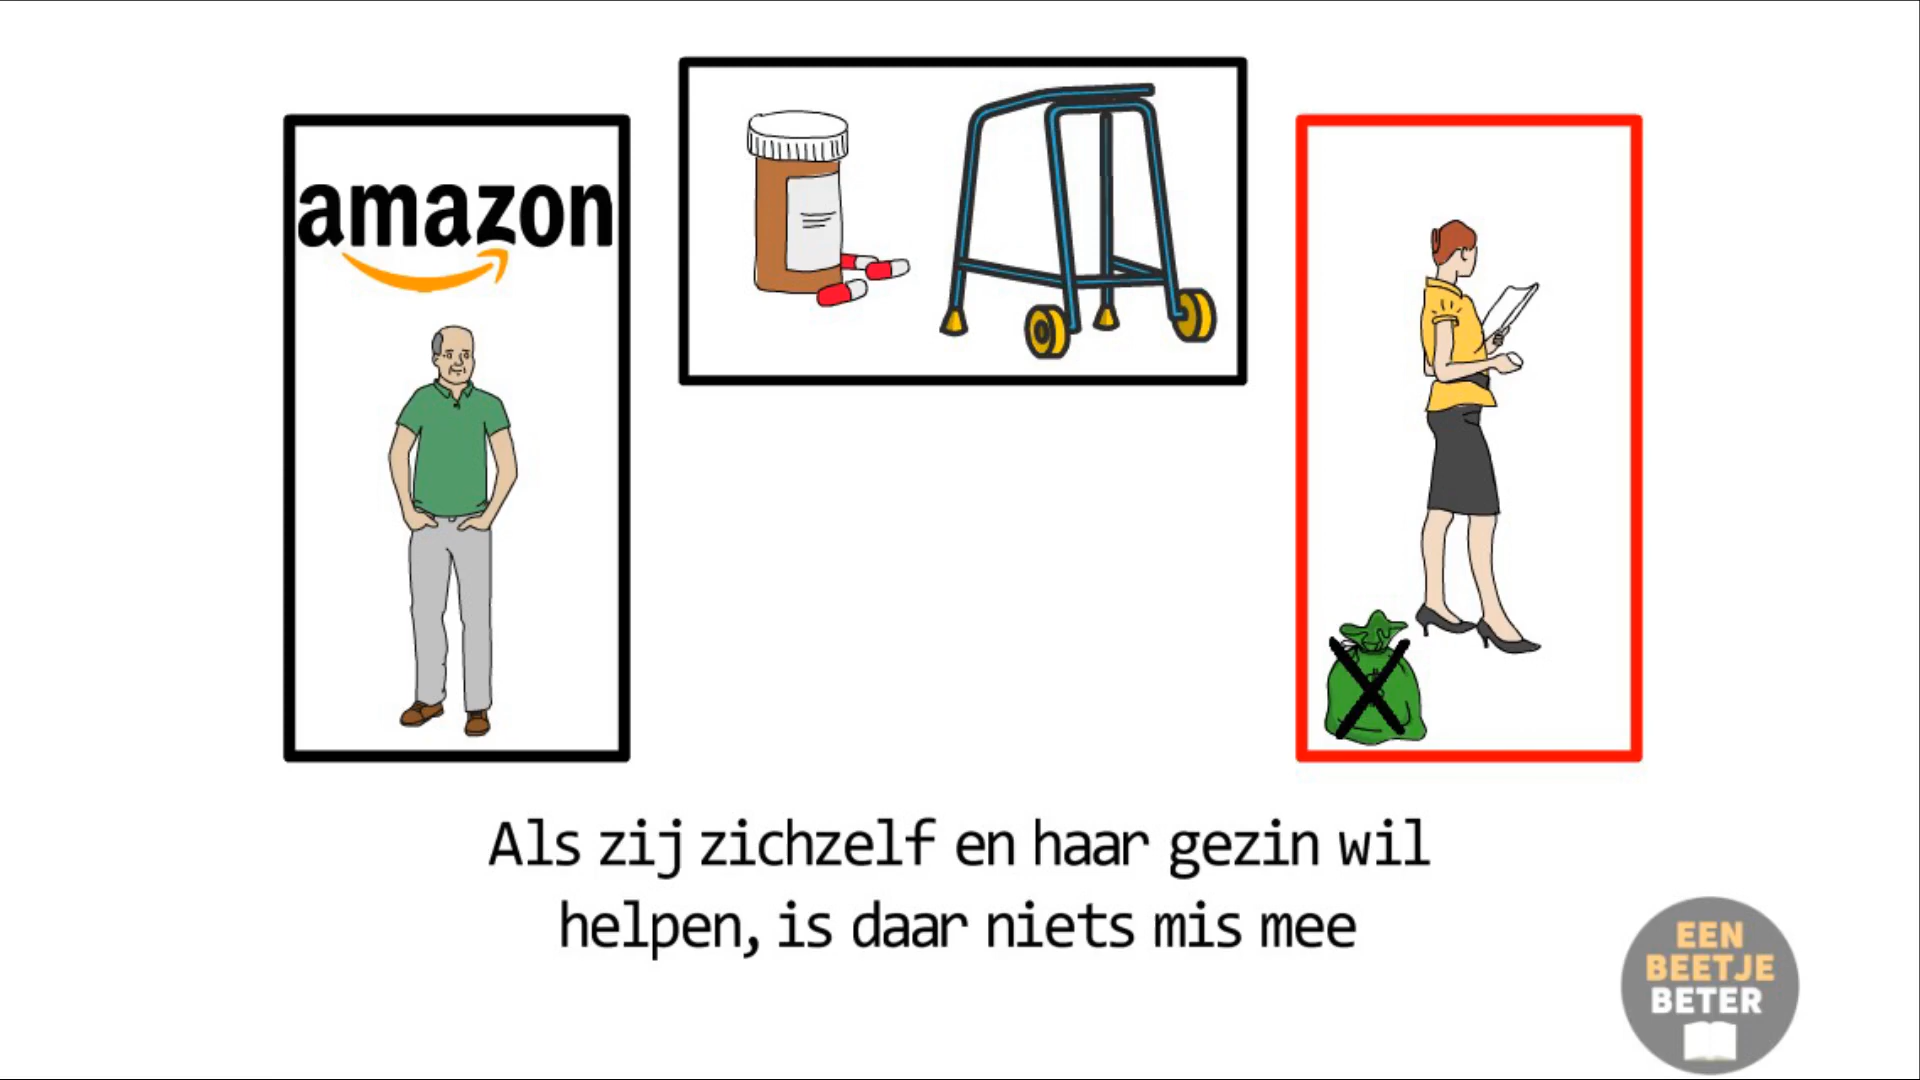 amazon
Als zij zichzelf en haar gezin wil
helpen, is daar niets mis mee
EEN
BEETJE
BETER